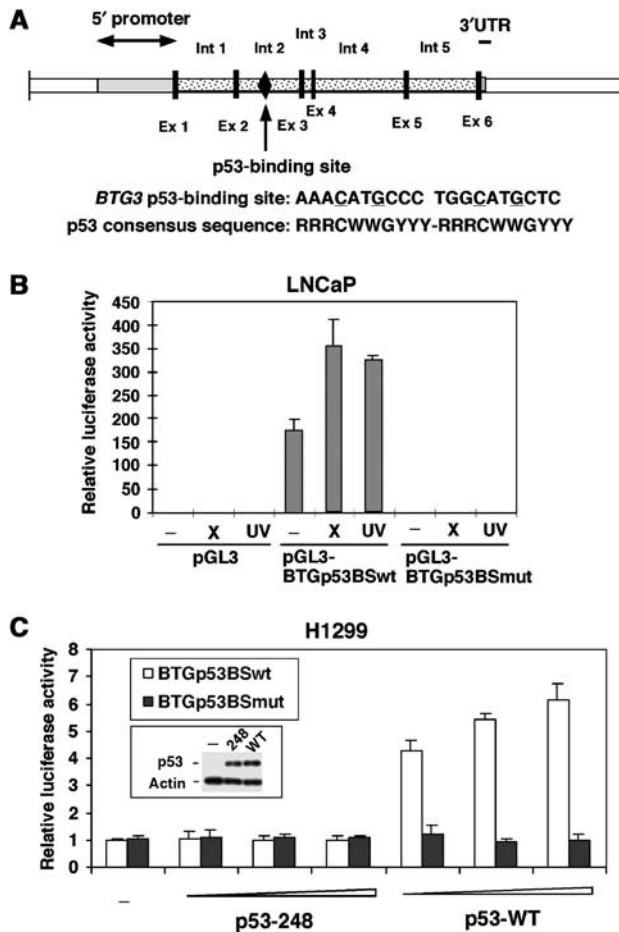 A
5′ promoter
3′UTR
Int 1 Int 2 Int 3 Int 4 Int 5
Ex 1 Ex 2 Ex 3 Ex 4 Ex 5 Ex 6
p53-binding site
BTG3 p53-binding site: AAACATGCCC TGGCATGCTC
p53 consensus sequence: RRRCWWGYYY-RRRCWWGYYY
B
LNCaP
Relative luciferase activity
450
400
350
300
250
200
150
100
50
0
– X UV – X UV – X UV
pGL3 pGL3-BTGp53BSwt pGL3-BTGp53BSmut
C
H1299
Relative luciferase activity
8
7
6
5
4
3
2
1
0
BTGp53BSwt
BTGp53BSmut
– 248 WT
p53 -
Actin -
–
p53-248 p53-WT